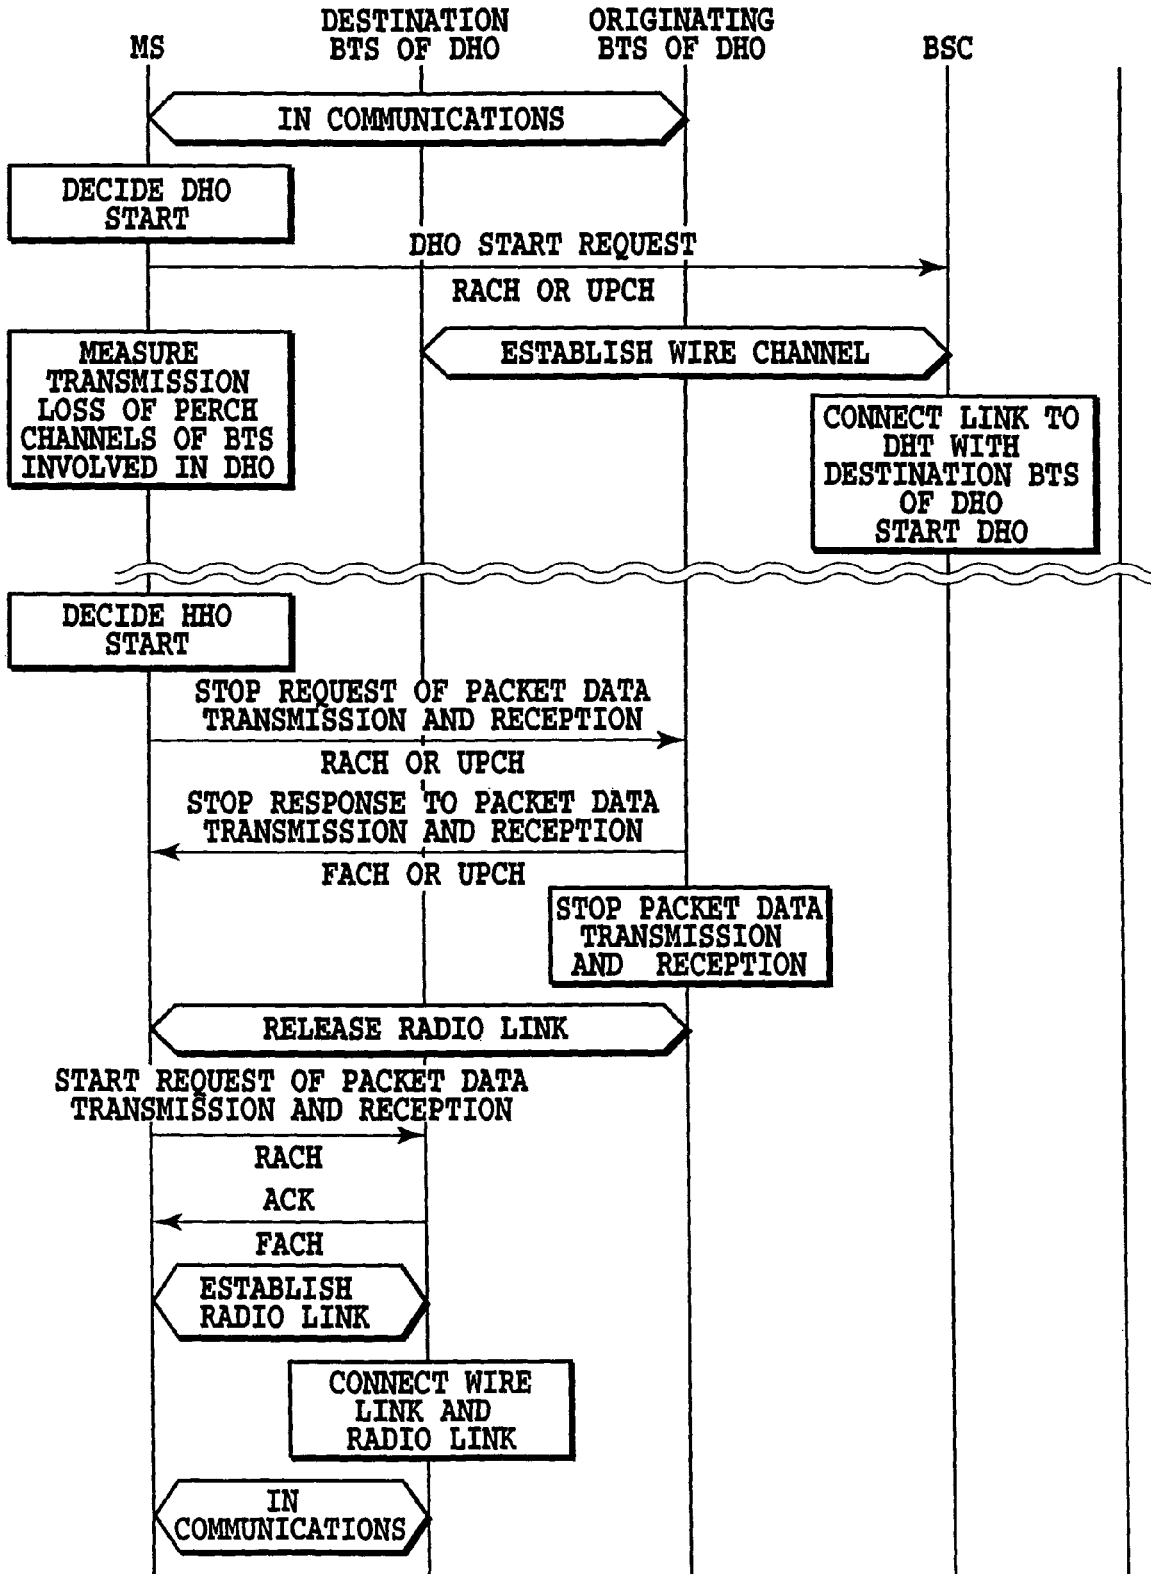 MS
DESTINATION
BTS OF DHO
ORIGINATING
BTS OF DHO
BSC
IN COMMUNICATIONS
DECIDE DHO
START
DHO START REQUEST
RACH OR UPCH
MEASURE
TRANSMISSION
LOSS OF PERCH
CHANNELS OF BTS
INVOLVED IN DHO
ESTABLISH WIRE CHANNEL
CONNECT LINK TO
DHT WITH
DESTINATION BTS
OF DHO
START DHO
DECIDE HHO
START
STOP REQUEST OF PACKET DATA
TRANSMISSION AND RECEPTION
RACH OR UPCH
STOP RESPONSE TO PACKET DATA
TRANSMISSION AND RECEPTION
FACH OR UPCH
STOP PACKET DATA
TRANSMISSION
AND RECEPTION
RELEASE RADIO LINK
START REQUEST OF PACKET DATA
TRANSMISSION AND RECEPTION
RACH
ACK
FACH
ESTABLISH
RADIO LINK
CONNECT WIRE
LINK AND
RADIO LINK
IN
COMMUNICATIONS